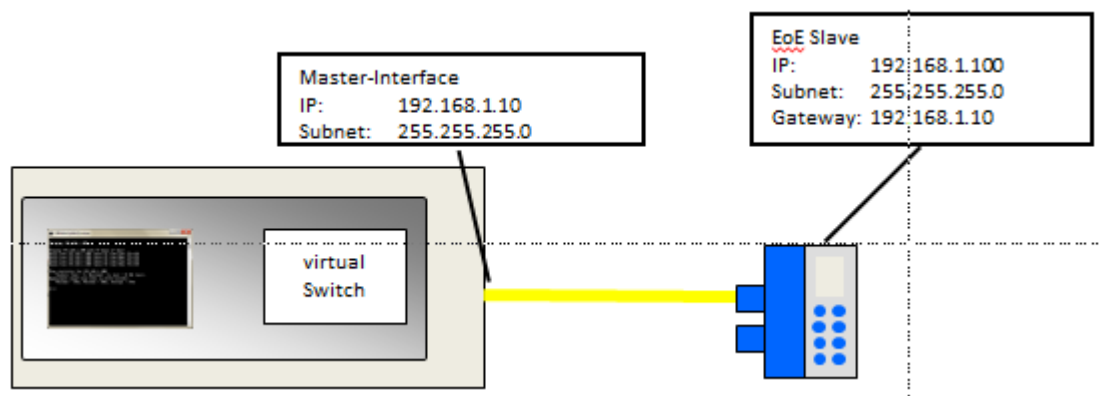 Master-Interface
IP: 192.168.1.10
Subnet: 255.255.255.0
EoE Slave
IP: 192.168.1.100
Subnet: 255.255.255.0
Gateway: 192.168.1.10
virtual
Switch